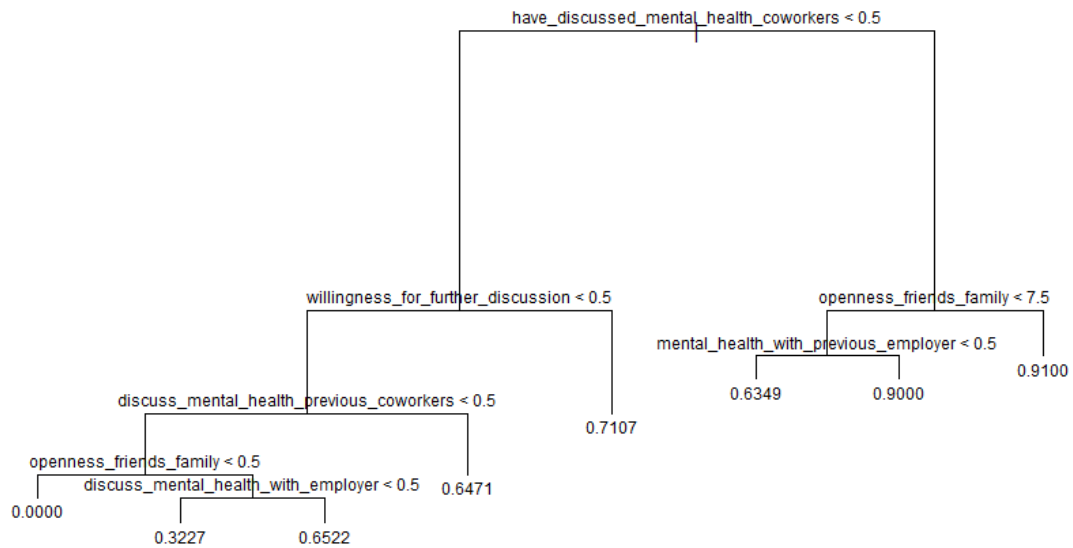 have_discussed_mental_health_coworkers < 0.5
willingness_for_further_discussion < 0.5
openness_friends_family < 7.5
mental_health_with_previous_employer < 0.5
0.9100
0.6349
0.9000
discuss_mental_health_previous_coworkers < 0.5
0.7107
openness_friends_family < 0.5
discuss_mental_health_with_employer < 0.5
0.6471
0.0000
0.3227
0.6522